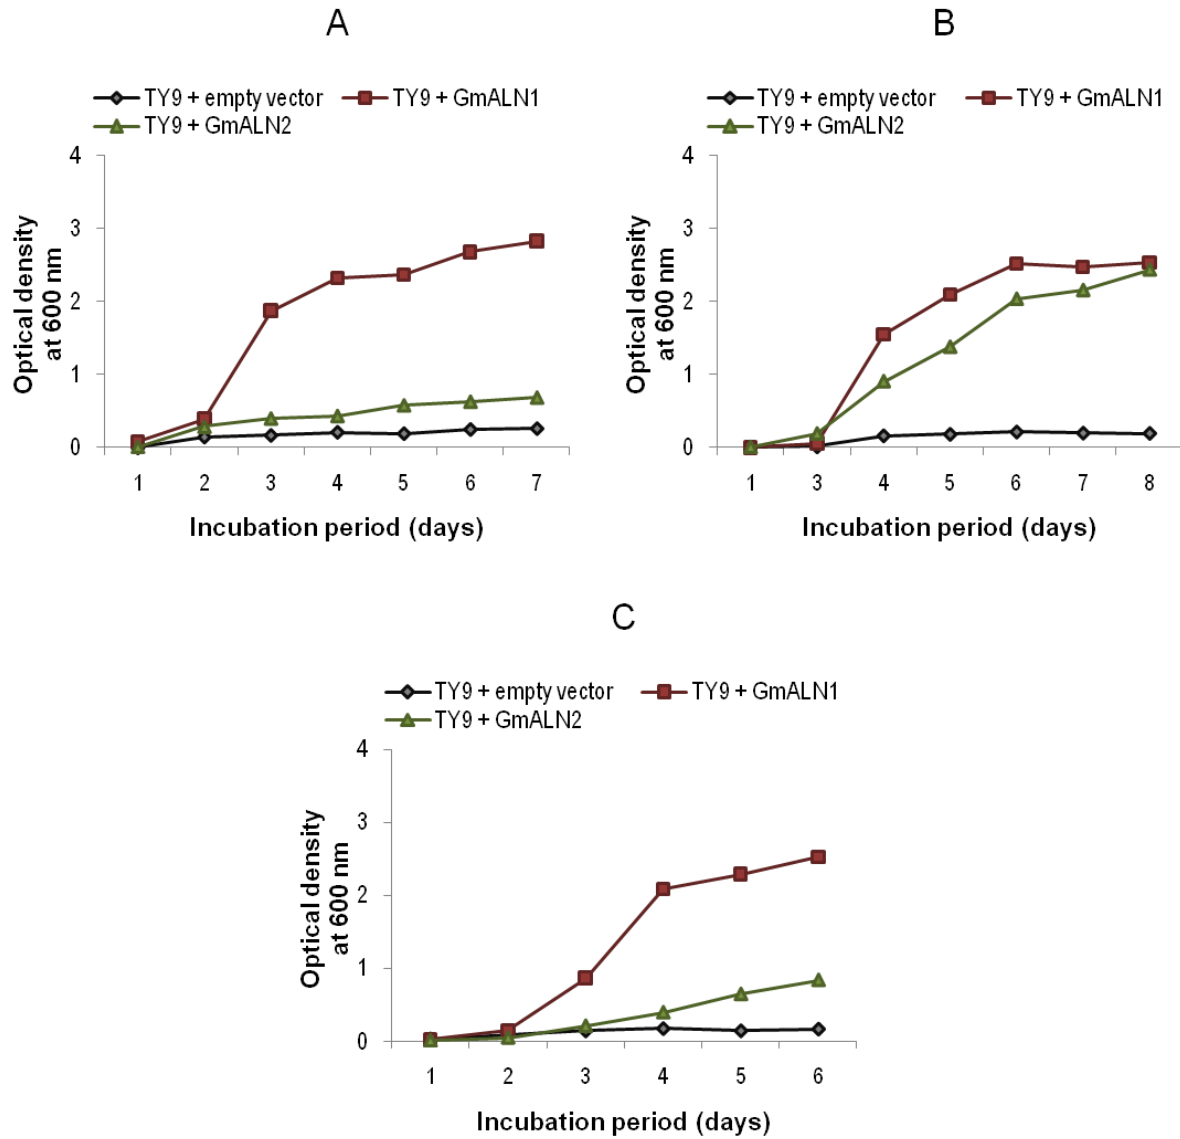 A
TY9 + empty vector TY9 + GmALN1
TY9 + GmALN2
4
3
2
1
0
Optical density
at 600 nm
1 2 3 4 5 6 7
Incubation period (days)
B
TY9 + empty vector TY9 + GmALN1
TY9 + GmALN2
4
3
2
1
0
Optical density
at 600 nm
1 3 4 5 6 7 8
Incubation period (days)
C
TY9 + empty vector TY9 + GmALN1
TY9 + GmALN2
4
3
2
1
0
Optical density
at 600 nm
1 2 3 4 5 6
Incubation period (days)